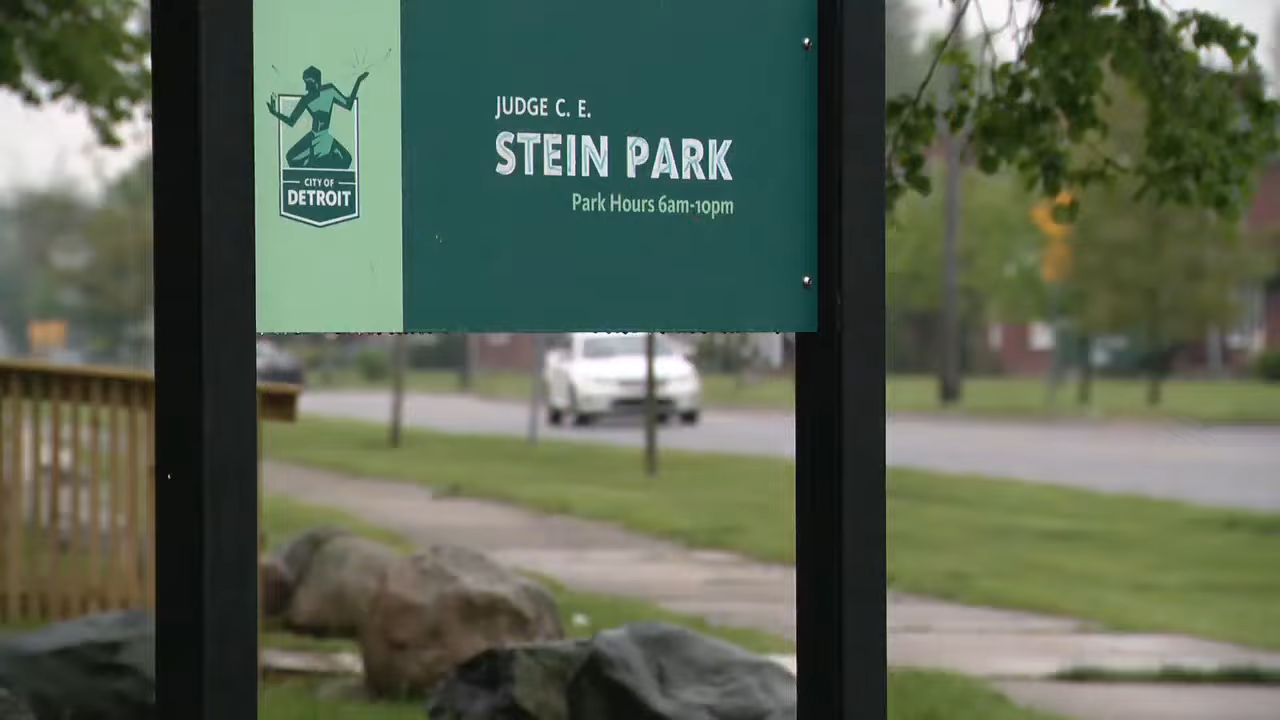 CITY OF
DETROIT
JUDGE C. E.
STEIN PARK
Park Hours 6am-10pm